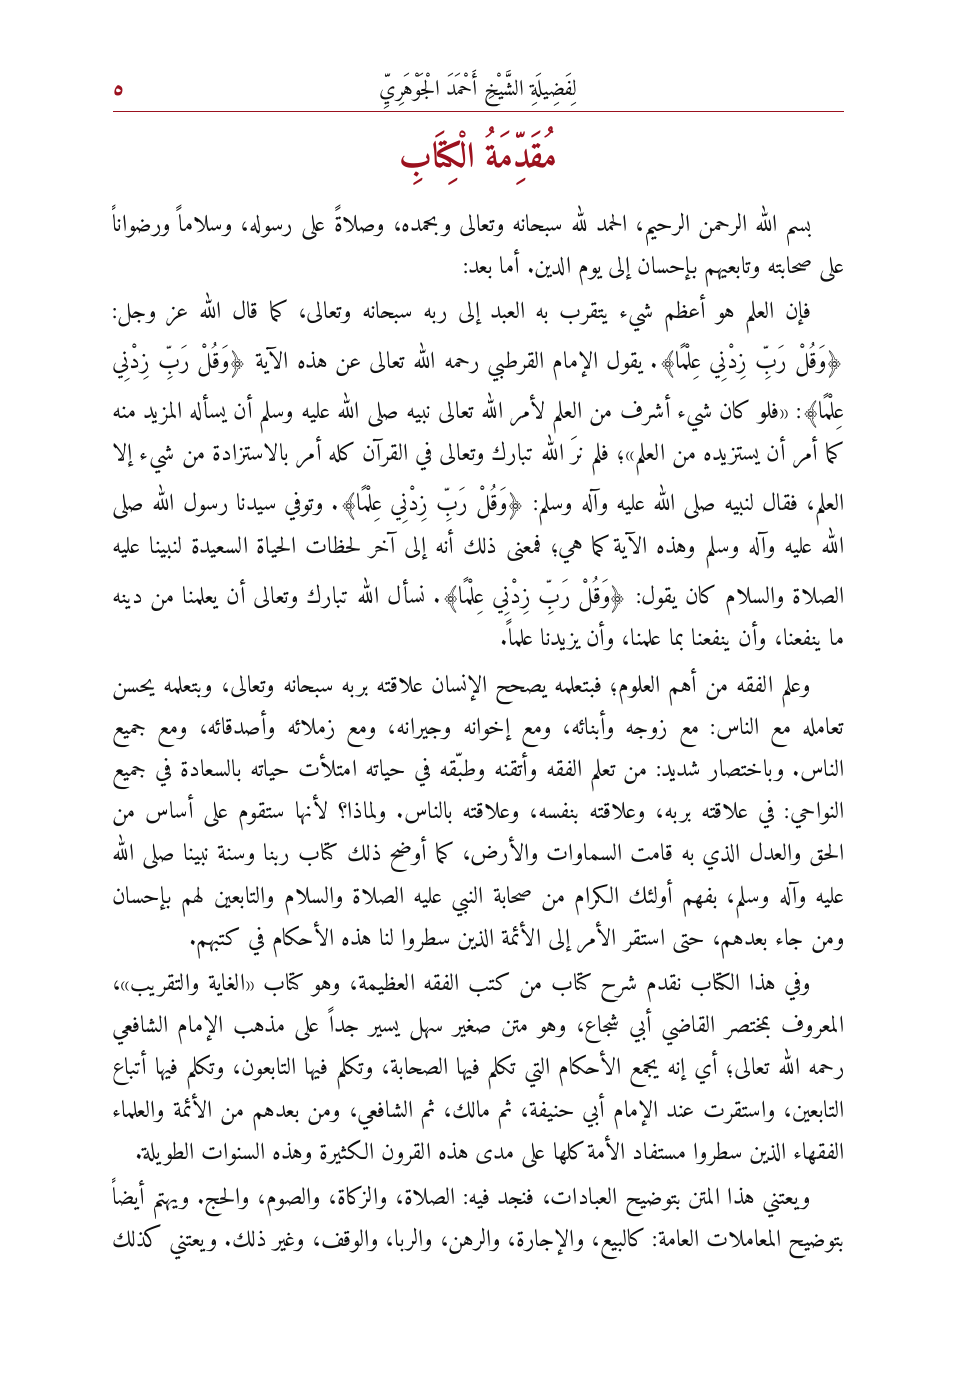 لِفَضِيلَةِ الشَّيْخِ أَحْمَدَ الْجَوْهَرِيِّ ٥
مُقَدِّمَةُ الْكِتَابِ
بسم الله الرحمن الرحيم، الحمد لله سبحانه وتعالى وبحمده، وصلاةً على رسوله، وسلاماً ورضواناً
على صحابته وتابعيهم بإحسان إلى يوم الدين. أما بعد:
فإن العلم هو أعظم شيء يتقرب به العبد إلى ربه سبحانه وتعالى، كما قال الله عز وجل:
﴿وَقُلْ رَبِّ زِدْنِي عِلْمًا﴾. يقول الإمام القرطبي رحمه الله تعالى عن هذه الآية ﴿وَقُلْ رَبِّ زِدْنِي
عِلْمًا﴾: «فلو كان شيء أشرف من العلم لأمر الله تعالى نبيه صلى الله عليه وسلم أن يسأله المزيد منه
كما أمر أن يستزيده من العلم»؛ فلم نرَ الله تبارك وتعالى في القرآن كله أمر بالاستزادة من شيء إلا
العلم، فقال لنبيه صلى الله عليه وآله وسلم: ﴿وَقُلْ رَبِّ زِدْنِي عِلْمًا﴾. وتوفي سيدنا رسول الله صلى
الله عليه وآله وسلم وهذه الآية كما هي؛ فمعنى ذلك أنه إلى آخر لحظات الحياة السعيدة لنبينا عليه
الصلاة والسلام كان يقول: ﴿وَقُلْ رَبِّ زِدْنِي عِلْمًا﴾. نسأل الله تبارك وتعالى أن يعلمنا من دينه
ما ينفعنا، وأن ينفعنا بما علمنا، وأن يزيدنا علماً.
وعلم الفقه من أهم العلوم؛ فبتعلمه يصحح الإنسان علاقته بربه سبحانه وتعالى، وبتعلمه يحسن
تعامله مع الناس: مع زوجه وأبنائه، ومع إخوانه وجيرانه، ومع زملائه وأصدقائه، ومع جميع
الناس. وباختصار شديد: من تعلم الفقه وأتقنه وطبّقه في حياته امتلأت حياته بالسعادة في جميع
النواحي: في علاقته بربه، وعلاقته بنفسه، وعلاقته بالناس. ولماذا؟ لأنها ستقوم على أساس من
الحق والعدل الذي به قامت السماوات والأرض، كما أوضح ذلك كتاب ربنا وسنة نبينا صلى الله
عليه وآله وسلم، بفهم أولئك الكرام من صحابة النبي عليه الصلاة والسلام والتابعين لهم بإحسان
ومن جاء بعدهم، حتى استقر الأمر إلى الأئمة الذين سطروا لنا هذه الأحكام في كتبهم.
وفي هذا الكتاب نقدم شرح كتاب من كتب الفقه العظيمة، وهو كتاب «الغاية والتقريب»،
المعروف بمختصر القاضي أبي شجاع، وهو متن صغير سهل يسير جداً على مذهب الإمام الشافعي
رحمه الله تعالى؛ أي إنه يجمع الأحكام التي تكلم فيها الصحابة، وتكلم فيها التابعون، وتكلم فيها أتباع
التابعين، واستقرت عند الإمام أبي حنيفة، ثم مالك، ثم الشافعي، ومن بعدهم من الأئمة والعلماء
الفقهاء الذين سطروا مستفاد الأمة كلها على مدى هذه القرون الكثيرة وهذه السنوات الطويلة.
ويعتني هذا المتن بتوضيح العبادات، فنجد فيه: الصلاة، والزكاة، والصوم، والحج. ويهتم أيضاً
بتوضيح المعاملات العامة: كالبيع، والإجارة، والرهن، والربا، والوقف، وغير ذلك. ويعتني كذلك